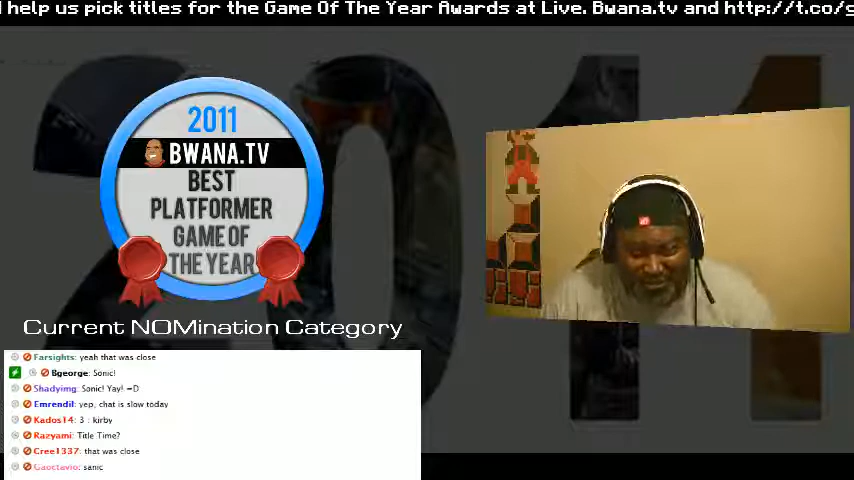 help us pick titles for the Game Of The Year Awards at Live. Bwana.tv and http://t.co/g
2011
BWANA.TV
BEST
PLATFORMER
GAME OF
THE YEAR
Current NOMination Category
Farsights: yeah that was close
Bgeorge: Sonic!
Shadyimg: Sonic! Yay! =D
Emrendil: yep, chat is slow today
Kados14: 3 : kirby
Razyami: Title Time?
Cree1337: that was close
Gaoctavio: sanic